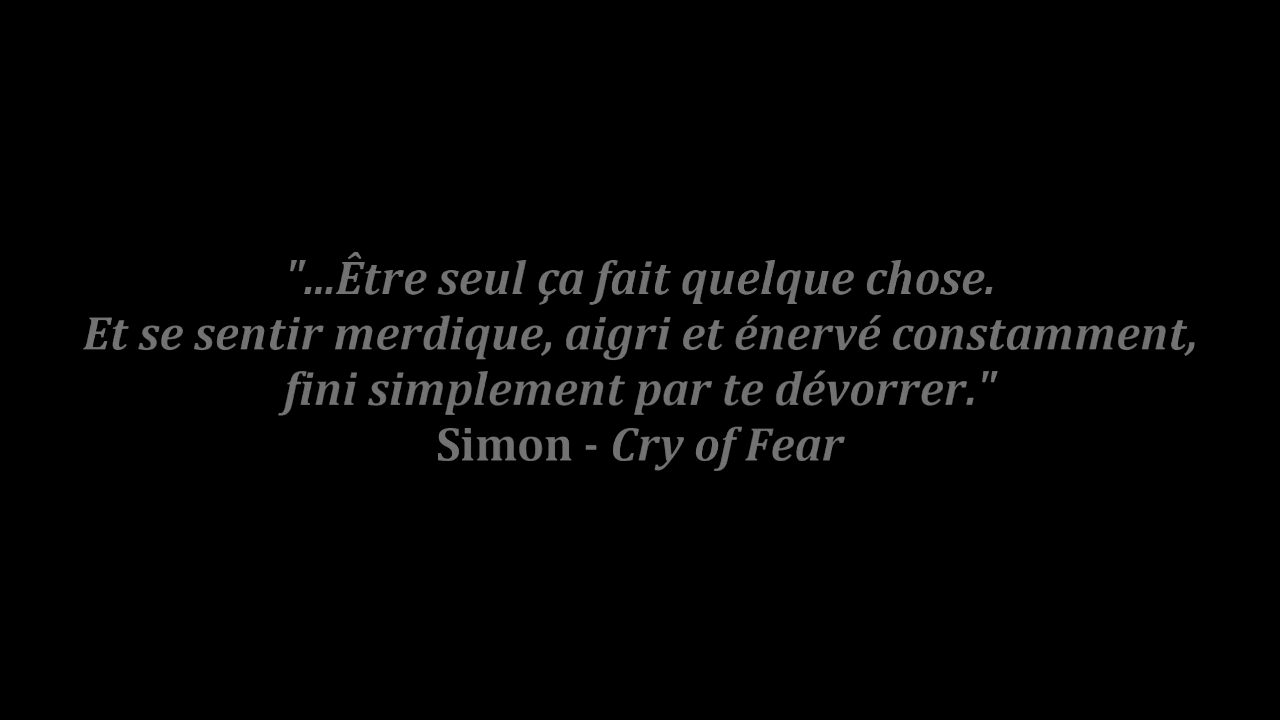 "...Être seul ça fait quelque chose.
Et se sentir merdique, aigri et énervé constamment,
fini simplement par te dévorrer."
Simon - Cry of Fear